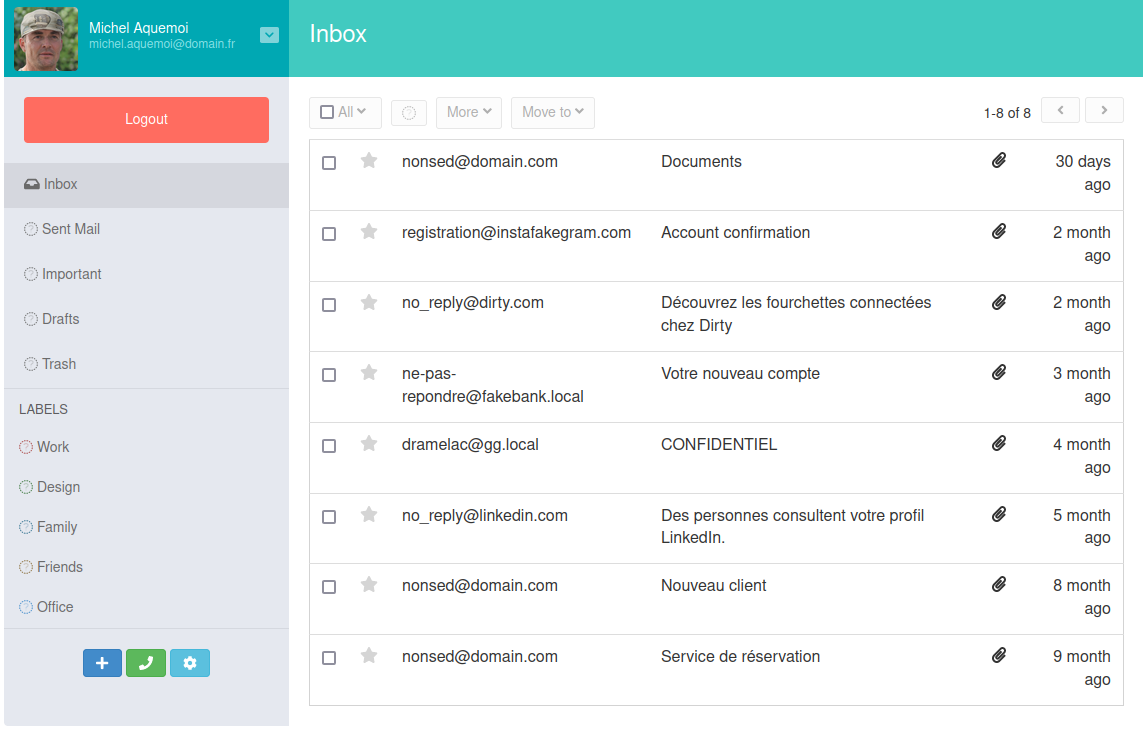 Michel Aquemoi
michel.aquemoi@domain.fr
Inbox
Logout
Inbox
Sent Mail
Important
Drafts
Trash
LABELS
Work
Design
Family
Friends
Office
All
More
Move to
1-8 of 8
nonsed@domain.com Documents 30 days
ago
registration@instafakegram.com Account confirmation 2 month
ago
no_reply@dirty.com Découvrez les fourchettes connectées 2 month
chez Dirty ago
ne-pas- Votre nouveau compte 3 month
repondre@fakebank.local ago
dramelac@gg.local CONFIDENTIEL 4 month
ago
no_reply@linkedin.com Des personnes consultent votre profil 5 month
LinkedIn. ago
nonsed@domain.com Nouveau client 8 month
ago
nonsed@domain.com Service de réservation 9 month
ago